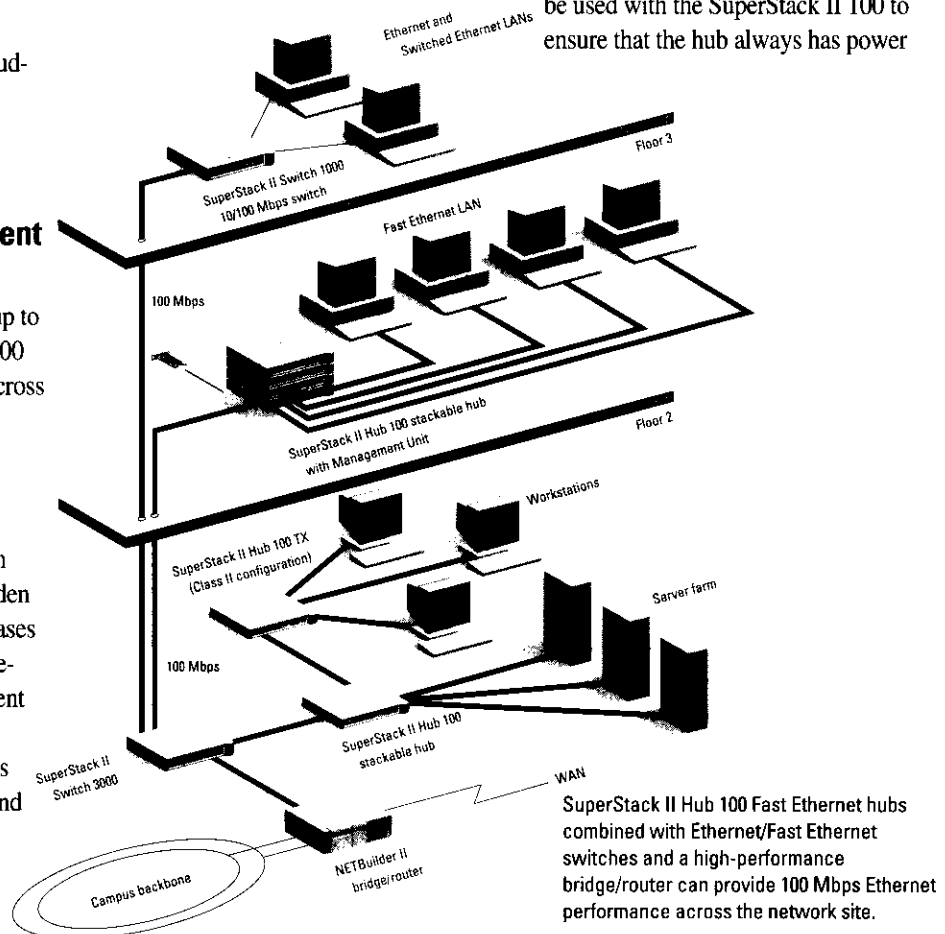 be used with the SuperStack II 100 to
ensure that the hub always has power
Ethernet and
Switched Ethernet LANs
ud-
SuperStack II Switch 1000
10/100 Mbps switch
Floor 3
ent
Fast Ethernet LAN
100 Mbps
up to
00
cross
SuperStack II Hub 100 stackable hub
with Management Unit
Floor 2
Workstations
SuperStack II Hub 100 TX
(Class II configuration)
n
den
ases
e-
ent
s
nd
Server farm
100 Mbps
SuperStack II Hub 100
stackable hub
SuperStack II
Switch 3000
WAN
NETBuilder II
bridge/router
Campus backbone
SuperStack II Hub 100 Fast Ethernet hubs
combined with Ethernet/Fast Ethernet
switches and a high-performance
bridge/router can provide 100 Mbps Ethernet
performance across the network site.